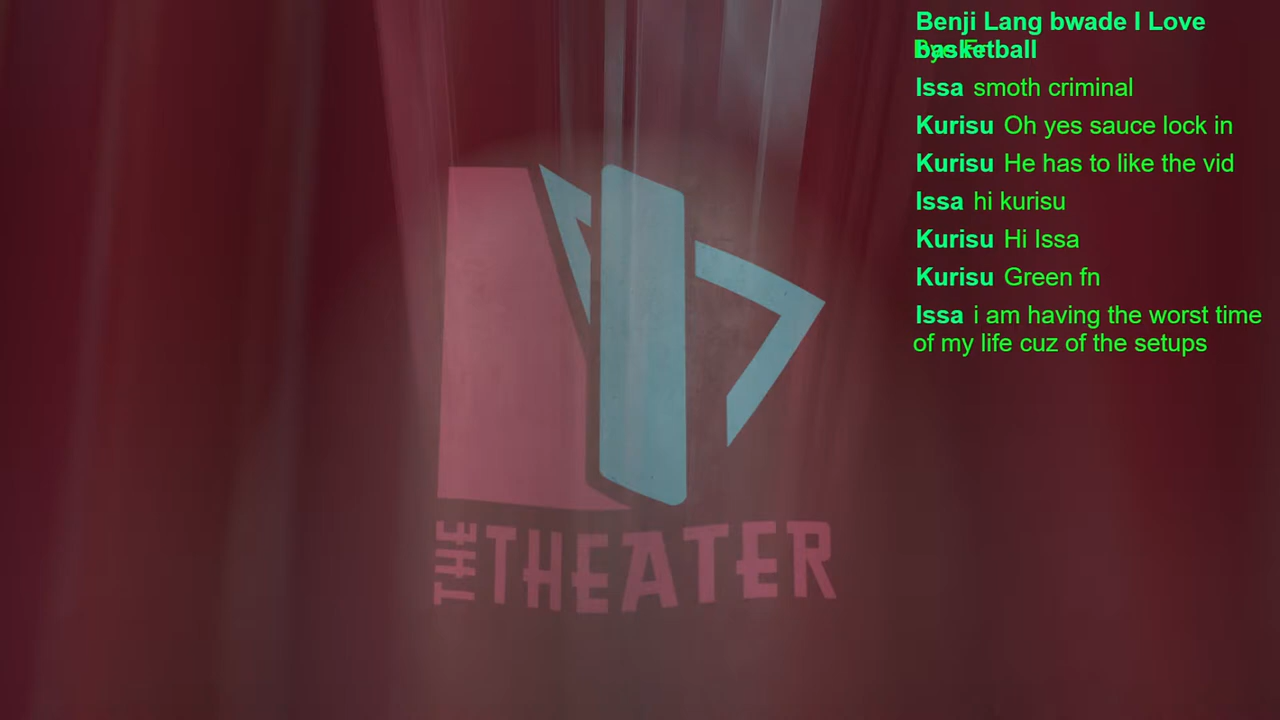 Benji Lang bwade I Love
basketball
Issa smoth criminal
Kurisu Oh yes sauce lock in
Kurisu He has to like the vid
Issa hi kurisu
Kurisu Hi Issa
Kurisu Green fn
Issa i am having the worst time
of my life cuz of the setups
THE THEATER